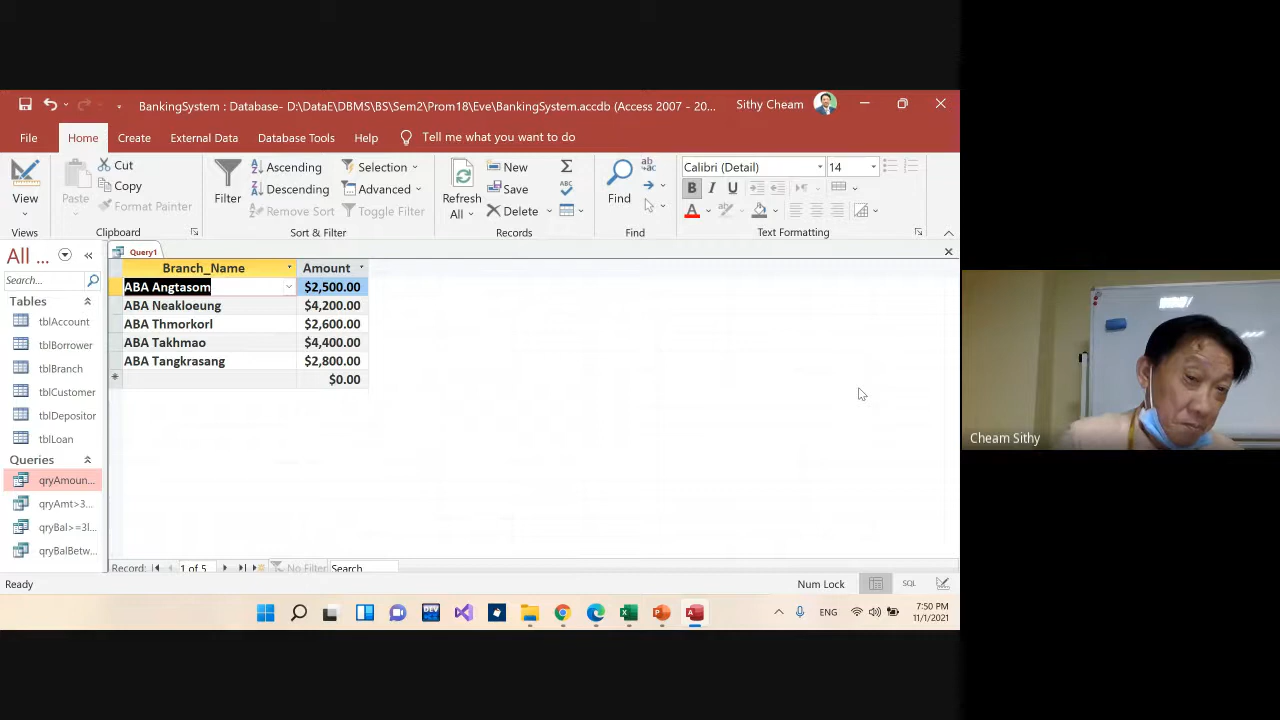 BankingSystem : Database- D:\DataE\DBMS\BS\Sem2\Prom18\Eve\BankingSystem.accdb (Access 2007 - 20...
Sithy Cheam
File
Home
Create
External Data
Database Tools
Help
Tell me what you want to do
View
Views
Paste
Cut
Copy
Format Painter
Clipboard
Filter
Ascending
Descending
Remove Sort
Selection
Advanced
Toggle Filter
Sort & Filter
Refresh
All
New
Save
Delete
Records
Find
Find
Calibri (Detail)
14
B I U
Text Formatting
All ...
Search...
Tables
tblAccount
tblBorrower
tblBranch
tblCustomer
tblDepositor
tblLoan
Queries
qryAmoun...
qryAmt>3...
qryBal>=3l...
qryBalBetw...
Query1
Branch_Name Amount
ABA Angtasom $2,500.00
ABA Neakloeung $4,200.00
ABA Thmorkorl $2,600.00
ABA Takhmao $4,400.00
ABA Tangkrasang $2,800.00
* $0.00
Record:
1 of 5
No Filter
Search
Ready
Num Lock
SQL
ENG
7:50 PM
11/1/2021
Cheam Sithy